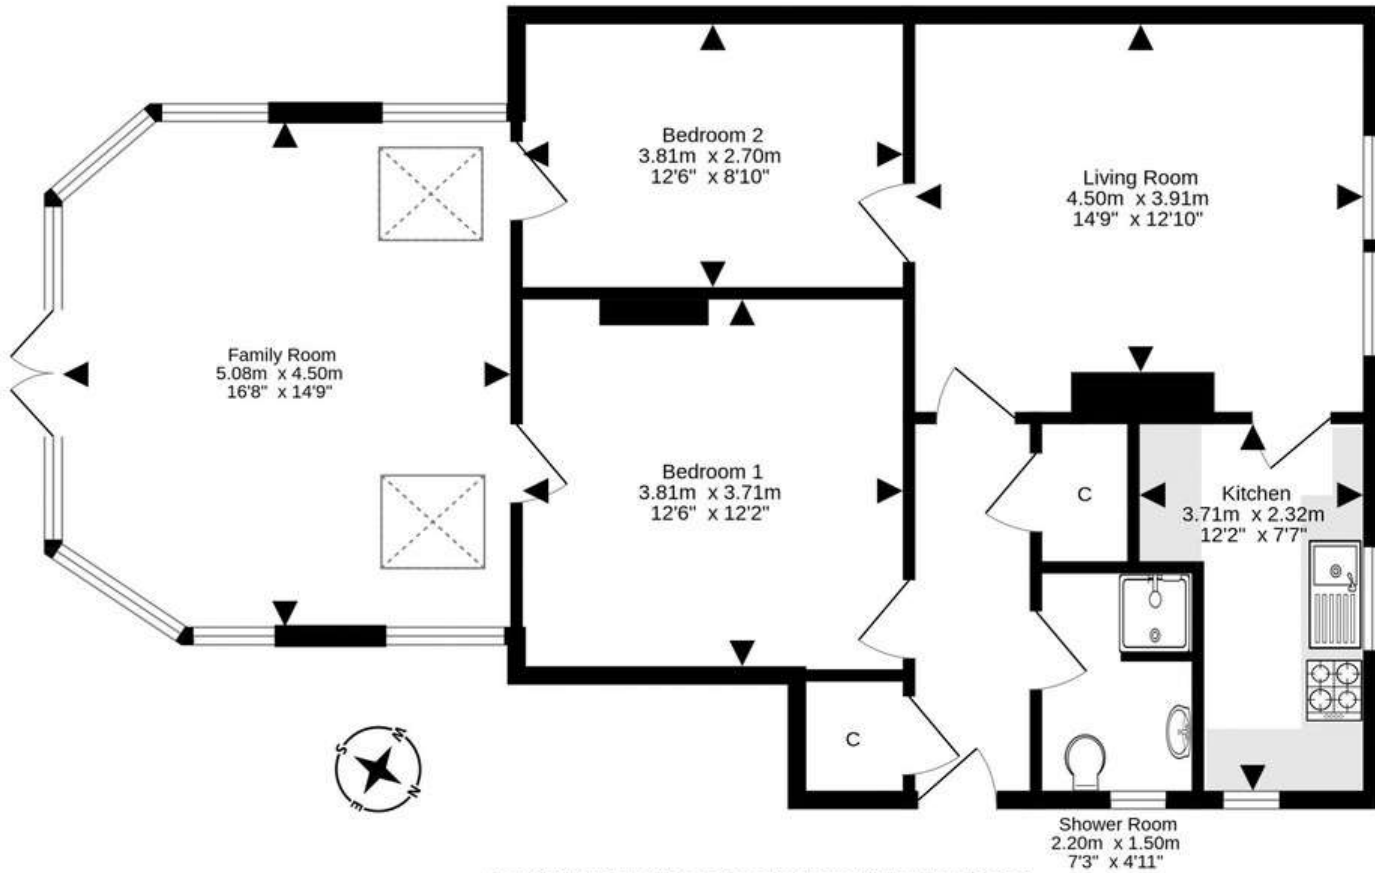 Bedroom 2
3.81m x 2.70m
12'6" x 8'10"
Living Room
4.50m x 3.91m
14'9" x 12'10"
Family Room
5.08m x 4.50m
16'8" x 14'9"
Bedroom 1
3.81m x 3.71m
12'6" x 12'2"
C
Kitchen
3.71m x 2.32m
12'2" x 7'7"
C
S
W
N
E
Shower Room
2.20m x 1.50m
7'3" x 4'11"